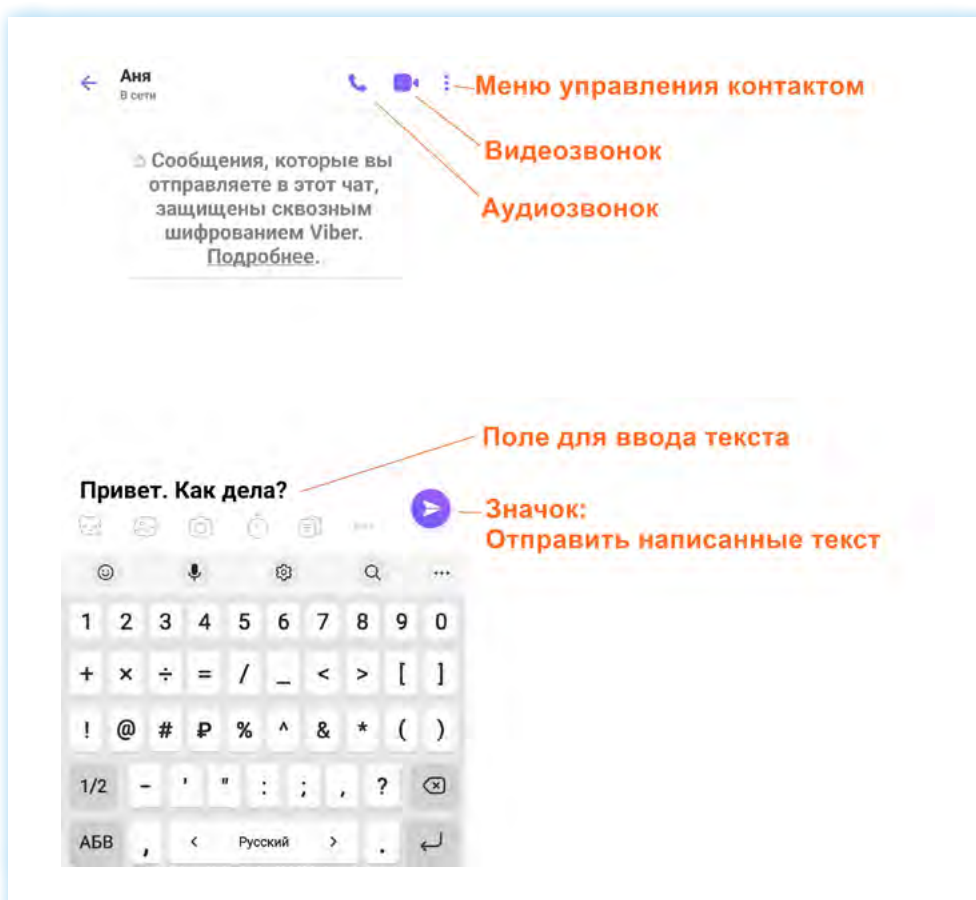 Аня
В сети
Меню управления контактом
Видеозвонок
Аудиозвонок
Сообщения, которые вы
отправляете в этот чат,
защищены сквозным
шифрованием Viber.
Подробнее.
Поле для ввода текста
Привет. Как дела?
Значок:
Отправить написанные текст
1 2 3 4 5 6 7 8 9 0
+ × ÷ = / _ < > [ ]
! @ # ₽ % ^ & * ( )
1/2 - ' " : ; , ?
АБВ , < Русский > .